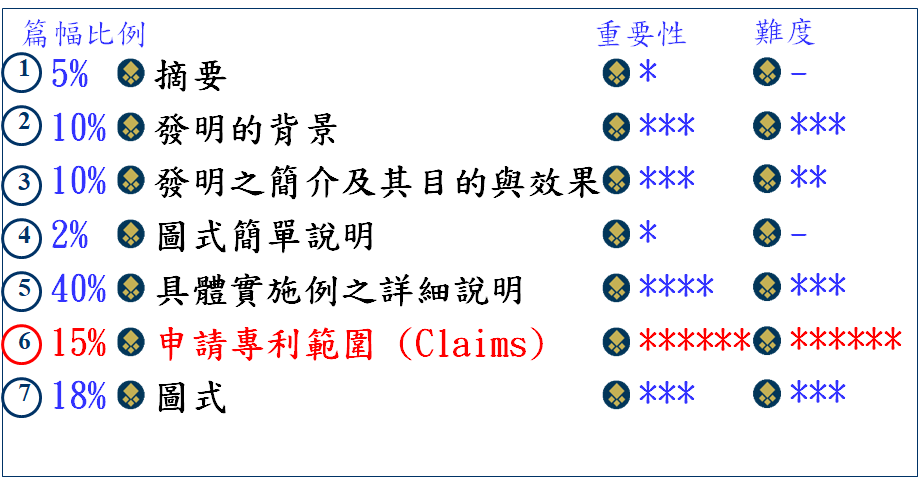 篇幅比例 重要性 難度
1 5% 摘要 * -
2 10% 發明的背景 *** ***
3 10% 發明之簡介及其目的與效果 *** **
4 2% 圖式簡單說明 * -
5 40% 具體實施例之詳細說明 **** ***
6 15% 申請專利範圍 (Claims) ****** ******
7 18% 圖式 *** ***